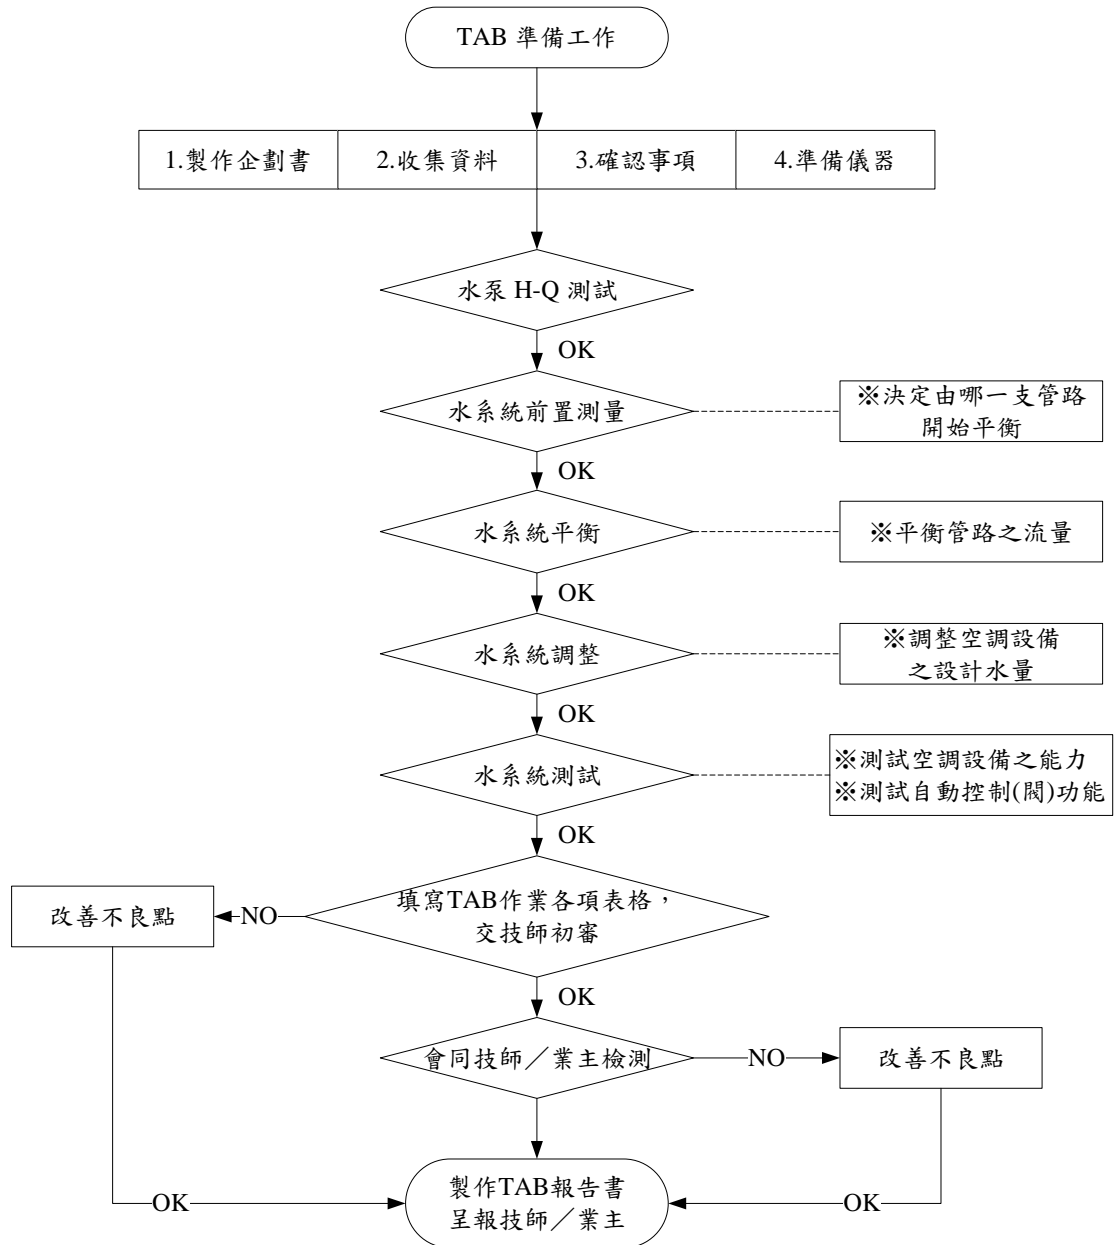 TAB 準備工作
1.製作企劃書
2.收集資料
3.確認事項
4.準備儀器
水泵 H-Q 測試
OK
水系統前置測量
※決定由哪一支管路
開始平衡
OK
水系統平衡
※平衡管路之流量
OK
水系統調整
※調整空調設備
之設計水量
OK
水系統測試
※測試空調設備之能力
※測試自動控制(閥)功能
OK
填寫TAB作業各項表格，
交技師初審
NO
改善不良點
OK
會同技師／業主檢測
NO
改善不良點
製作TAB報告書
呈報技師／業主
OK
OK